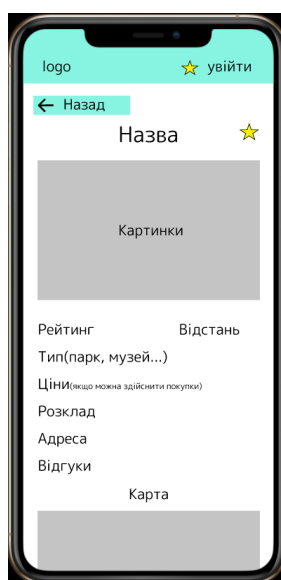 logo увійти
Назад
Назва
Картинки
Рейтинг Відстань
Тип(парк, музей...)
Ціни(якщо можна здійснити покупки)
Розклад
Адреса
Відгуки
Карта